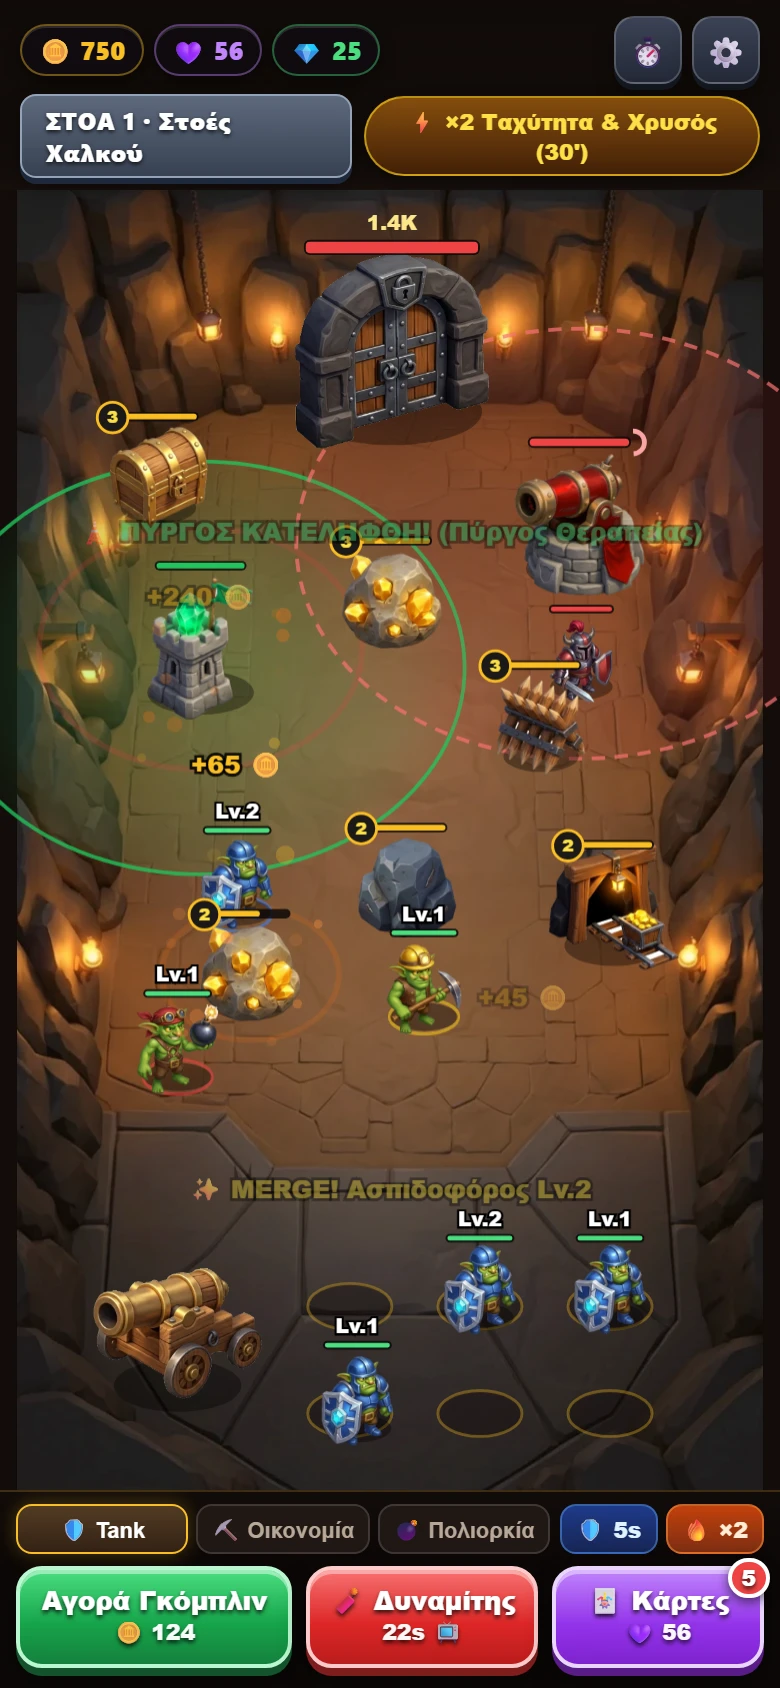 750
56
25
ΣΤΟΑ 1 · Στοές
Χαλκού
×2 Ταχύτητα & Χρυσός
(30')
1.4K
3
ΠΥΡΓΟΣ ΚΑΤΕΛΗΦΘΗ! (Πύργος Θεραπείας)
3
+240
3
+65
Lv.2
2
2
2
Lv.1
Lv.1
+45
MERGE! Ασπιδοφόρος Lv.2
Lv.2
Lv.1
Lv.1
Tank
Οικονομία
Πολιορκία
5s
×2
Αγορά Γκόμπλιν
124
Δυναμίτης
22s
Κάρτες
56
5